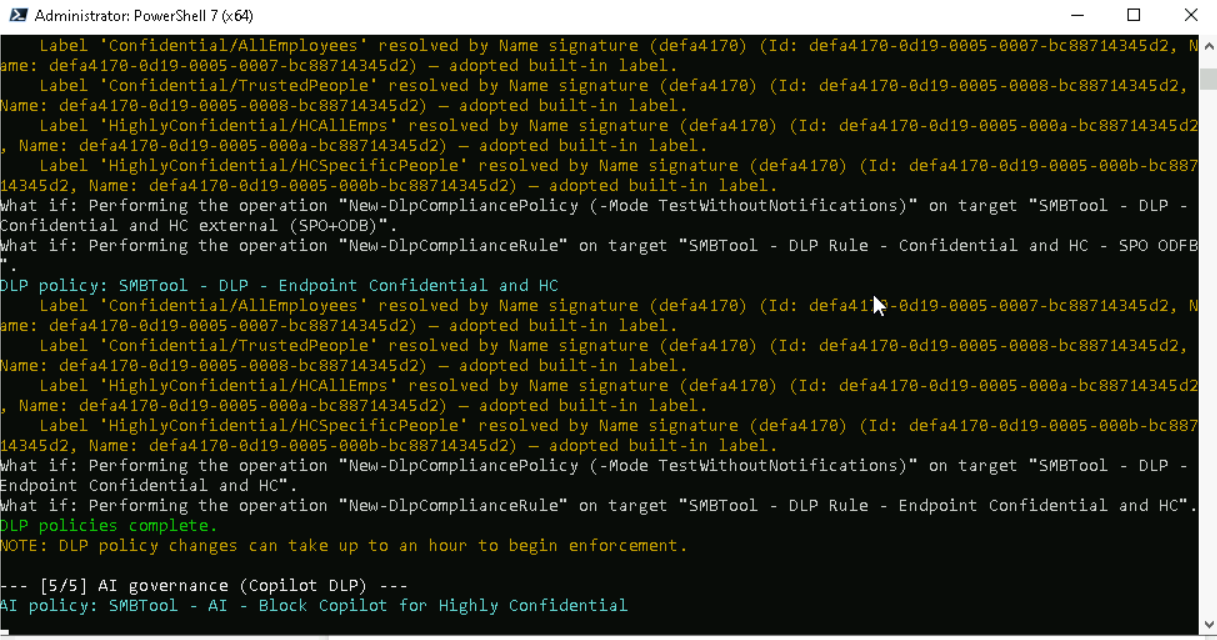 Administrator: PowerShell 7 (x64)
    Label 'Confidential/AllEmployees' resolved by Name signature (defa4170) (Id: defa4170-0d19-0005-0007-bc88714345d2, N
ame: defa4170-0d19-0005-0007-bc88714345d2) — adopted built-in label.
    Label 'Confidential/TrustedPeople' resolved by Name signature (defa4170) (Id: defa4170-0d19-0005-0008-bc88714345d2,
Name: defa4170-0d19-0005-0008-bc88714345d2) — adopted built-in label.
    Label 'HighlyConfidential/HCAllEmps' resolved by Name signature (defa4170) (Id: defa4170-0d19-0005-000a-bc88714345d2
, Name: defa4170-0d19-0005-000a-bc88714345d2) — adopted built-in label.
    Label 'HighlyConfidential/HCSpecificPeople' resolved by Name signature (defa4170) (Id: defa4170-0d19-0005-000b-bc887
14345d2, Name: defa4170-0d19-0005-000b-bc88714345d2) — adopted built-in label.
What if: Performing the operation "New-DlpCompliancePolicy (-Mode TestWithoutNotifications)" on target "SMBTool - DLP -
Confidential and HC external (SPO+ODB)".
What if: Performing the operation "New-DlpComplianceRule" on target "SMBTool - DLP Rule - Confidential and HC - SPO ODFB
".
DLP policy: SMBTool - DLP - Endpoint Confidential and HC
    Label 'Confidential/AllEmployees' resolved by Name signature (defa4170) (Id: defa4170-0d19-0005-0007-bc88714345d2, N
ame: defa4170-0d19-0005-0007-bc88714345d2) — adopted built-in label.
    Label 'Confidential/TrustedPeople' resolved by Name signature (defa4170) (Id: defa4170-0d19-0005-0008-bc88714345d2,
Name: defa4170-0d19-0005-0008-bc88714345d2) — adopted built-in label.
    Label 'HighlyConfidential/HCAllEmps' resolved by Name signature (defa4170) (Id: defa4170-0d19-0005-000a-bc88714345d2
, Name: defa4170-0d19-0005-000a-bc88714345d2) — adopted built-in label.
    Label 'HighlyConfidential/HCSpecificPeople' resolved by Name signature (defa4170) (Id: defa4170-0d19-0005-000b-bc887
14345d2, Name: defa4170-0d19-0005-000b-bc88714345d2) — adopted built-in label.
What if: Performing the operation "New-DlpCompliancePolicy (-Mode TestWithoutNotifications)" on target "SMBTool - DLP -
Endpoint Confidential and HC".
What if: Performing the operation "New-DlpComplianceRule" on target "SMBTool - DLP Rule - Endpoint Confidential and HC".
DLP policies complete.
NOTE: DLP policy changes can take up to an hour to begin enforcement.
--- [5/5] AI governance (Copilot DLP) ---
AI policy: SMBTool - AI - Block Copilot for Highly Confidential